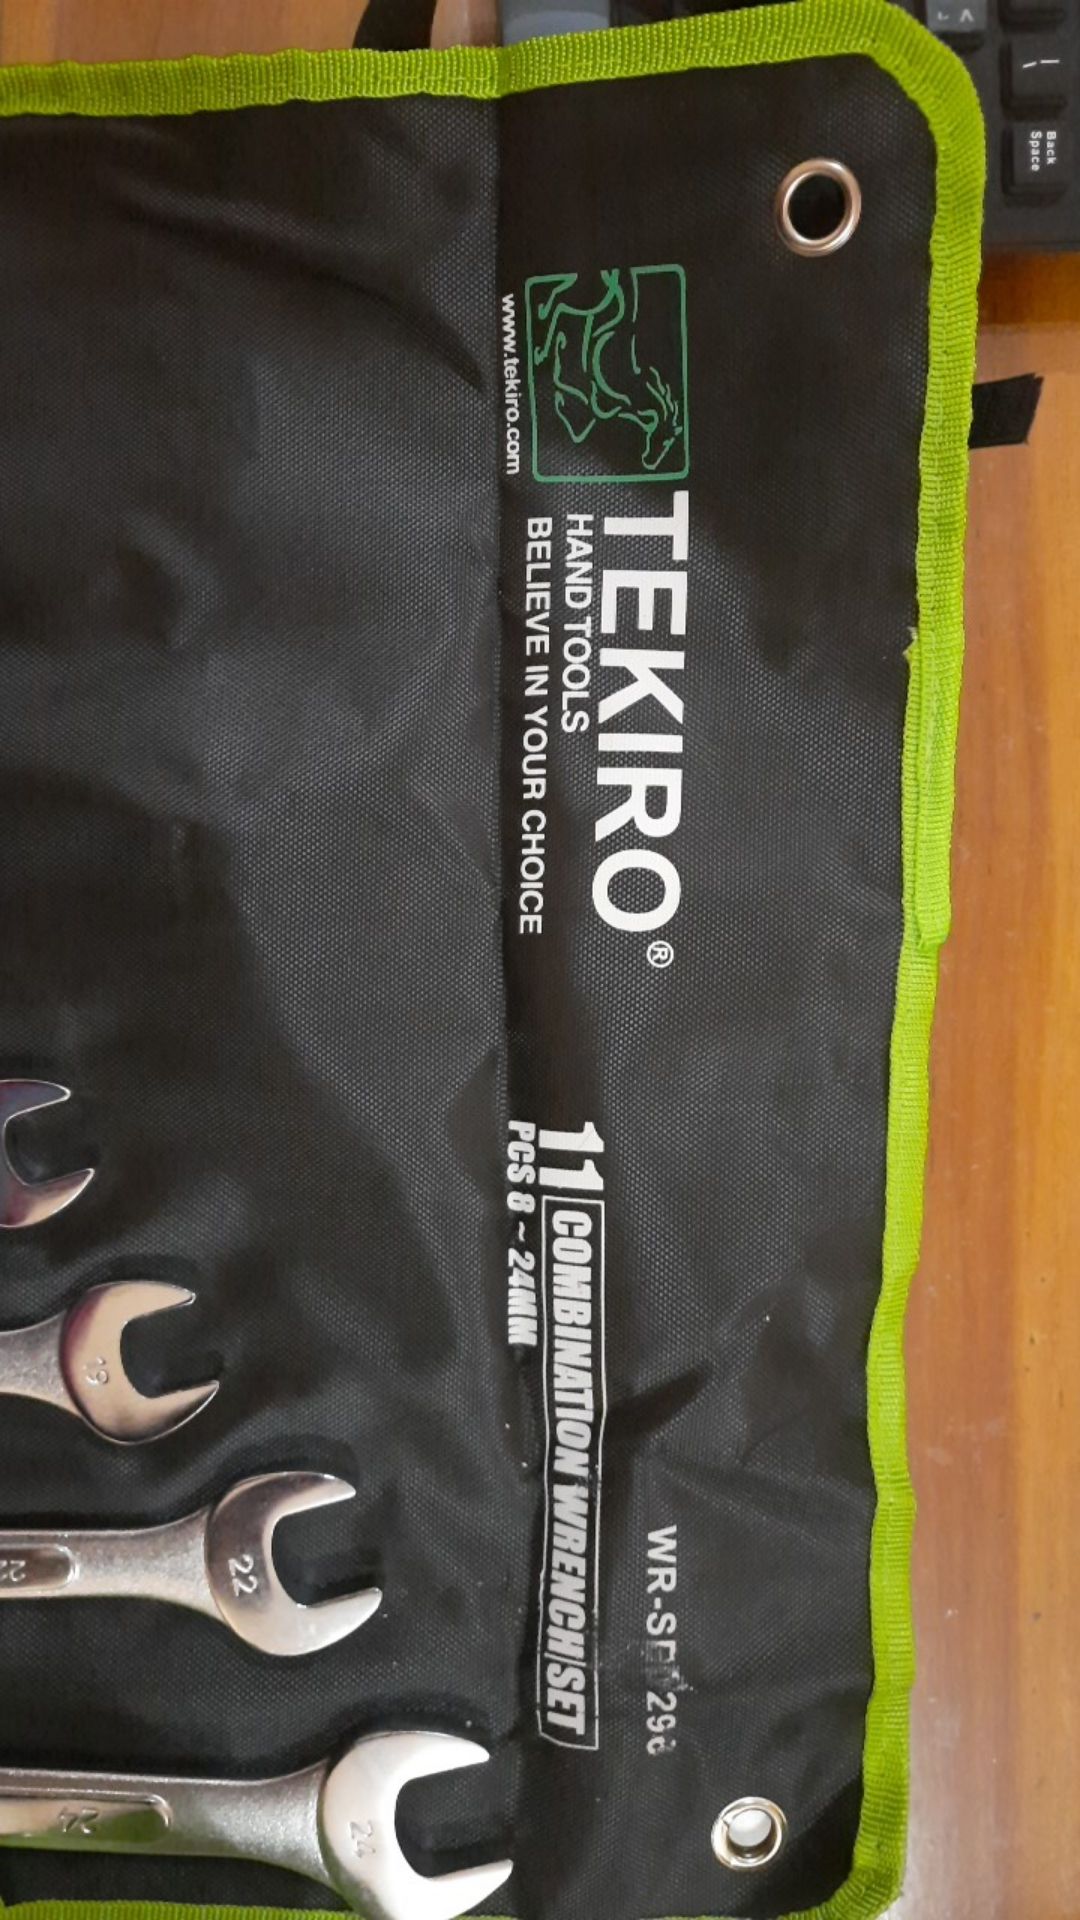 TEKIRO®
HAND TOOLS
BELIEVE IN YOUR CHOICE
www.tekiro.com
11 COMBINATION WRENCH SET
PCS 8 ~ 24MM
19
22
22
24
24
Back
Space